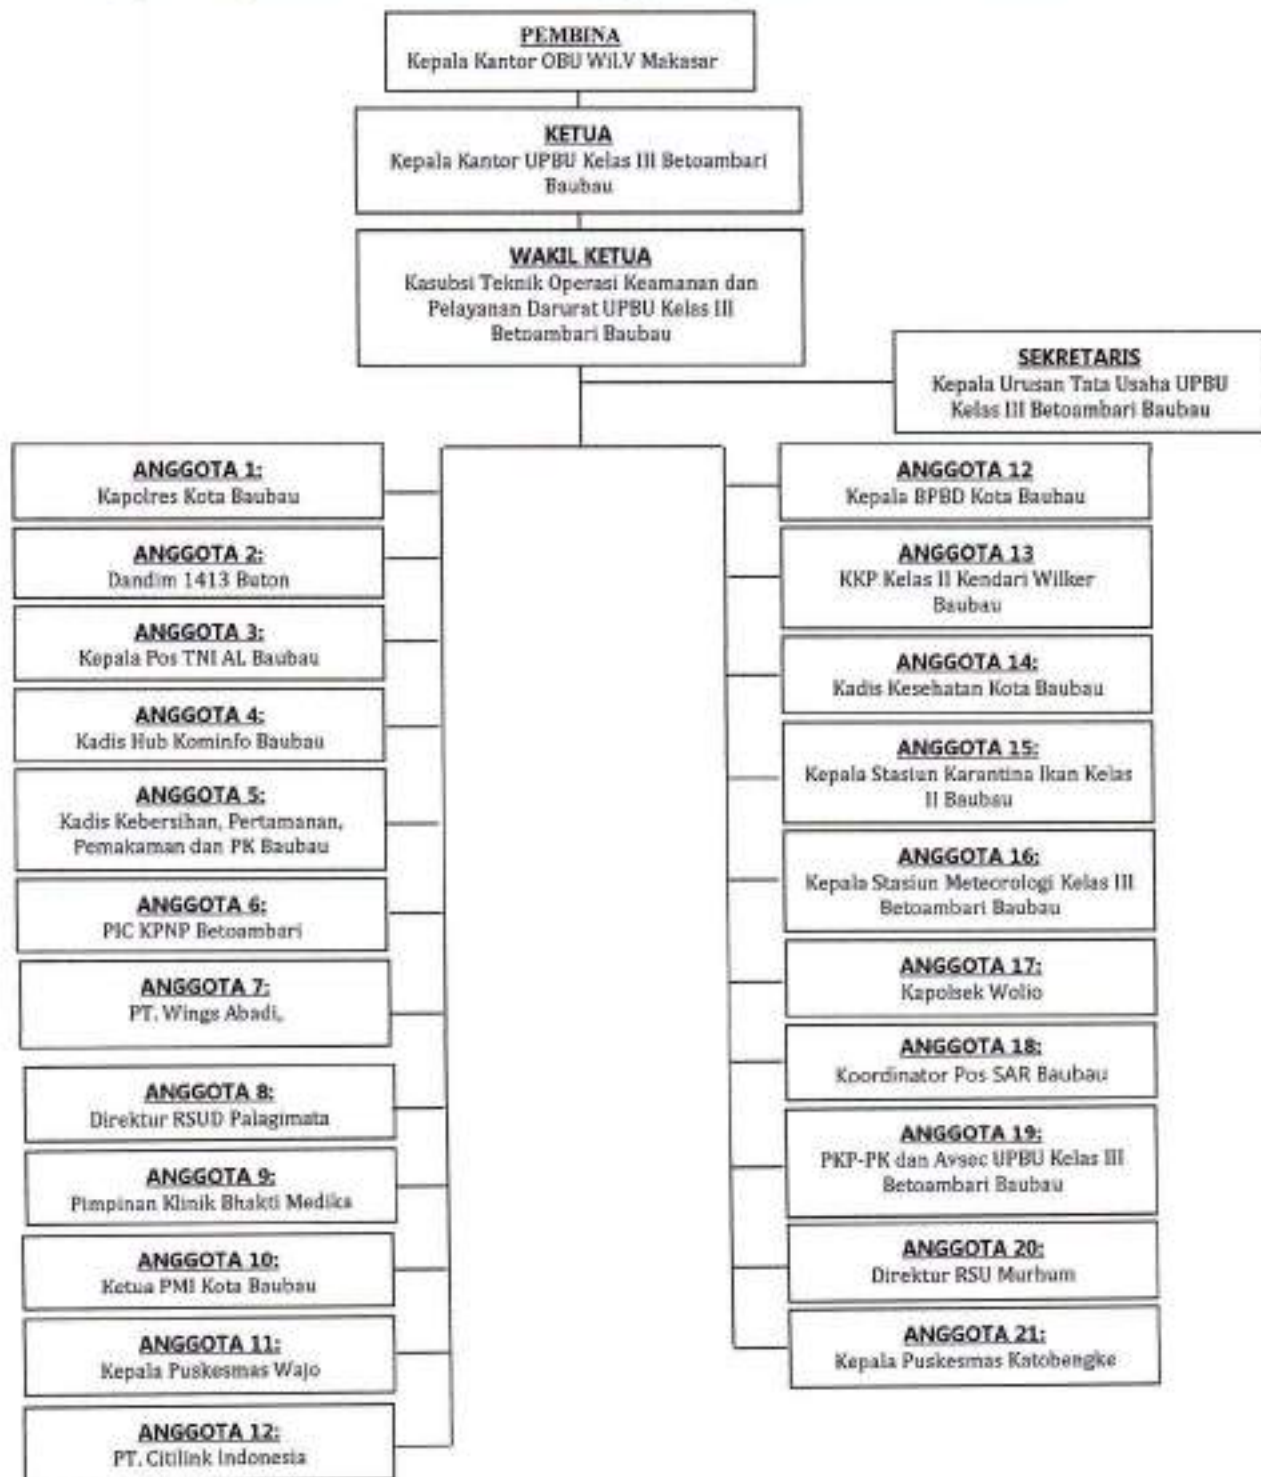 PEMBINA
Kepala Kantor OBU Wil.V Makasar
KETUA
Kepala Kantor UPBU Kelas III Betoambari
Baubau
WAKIL KETUA
Kasubsi Teknik Operasi Keamanan dan
Pelayanan Darurat UPBU Kelas III
Betoambari Baubau
SEKRETARIS
Kepala Urusan Tata Usaha UPBU
Kelas III Betoambari Baubau
ANGGOTA 1:
Kapolres Kota Baubau
ANGGOTA 2:
Dandim 1413 Buton
ANGGOTA 3:
Kepala Pos TNI AL Baubau
ANGGOTA 4:
Kadis Hub Kominfo Baubau
ANGGOTA 5:
Kadis Kebersihan, Pertamanan,
Pemakaman dan PK Baubau
ANGGOTA 6:
PIC KPNP Betoambari
ANGGOTA 7:
PT. Wings Abadi,
ANGGOTA 8:
Direktur RSUD Palagimata
ANGGOTA 9:
Pimpinan Klinik Bhakti Medika
ANGGOTA 10:
Ketua PMI Kota Baubau
ANGGOTA 11:
Kepala Puskesmas Wajo
ANGGOTA 12:
PT. Citilink Indonesia
ANGGOTA 12
Kepala BPBD Kota Baubau
ANGGOTA 13
KKP Kelas II Kendari Wilker
Baubau
ANGGOTA 14:
Kadis Kesehatan Kota Baubau
ANGGOTA 15:
Kepala Stasiun Karantina Ikan Kelas
II Baubau
ANGGOTA 16:
Kepala Stasiun Meteorologi Kelas III
Betoambari Baubau
ANGGOTA 17:
Kapolsek Wolio
ANGGOTA 18:
Koordinator Pos SAR Baubau
ANGGOTA 19:
PKP-PK dan Avsec UPBU Kelas III
Betoambari Baubau
ANGGOTA 20:
Direktur RSU Murhum
ANGGOTA 21:
Kepala Puskesmas Katobengke